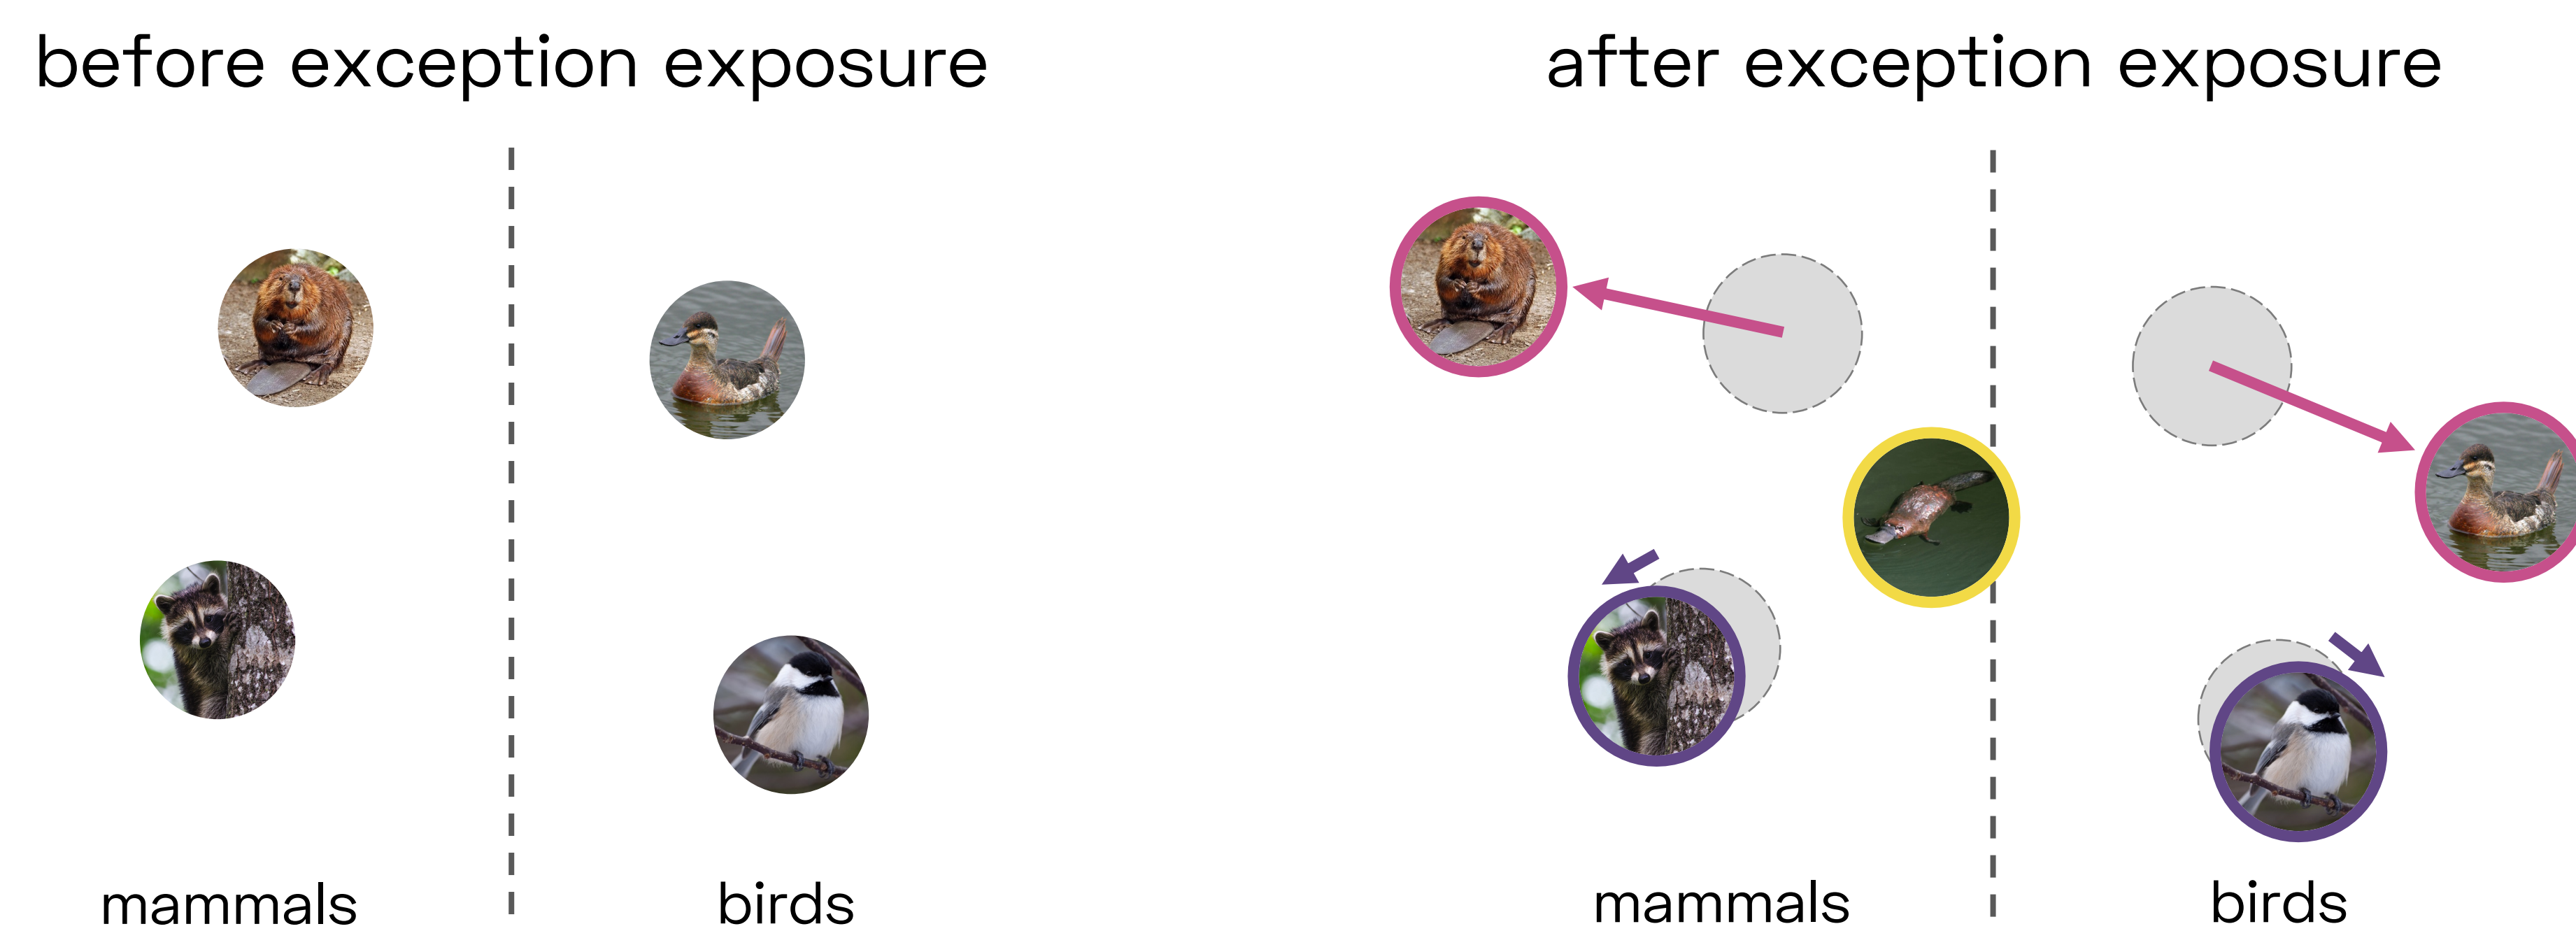 before exception exposure
after exception exposure
mammals
birds
mammals
birds